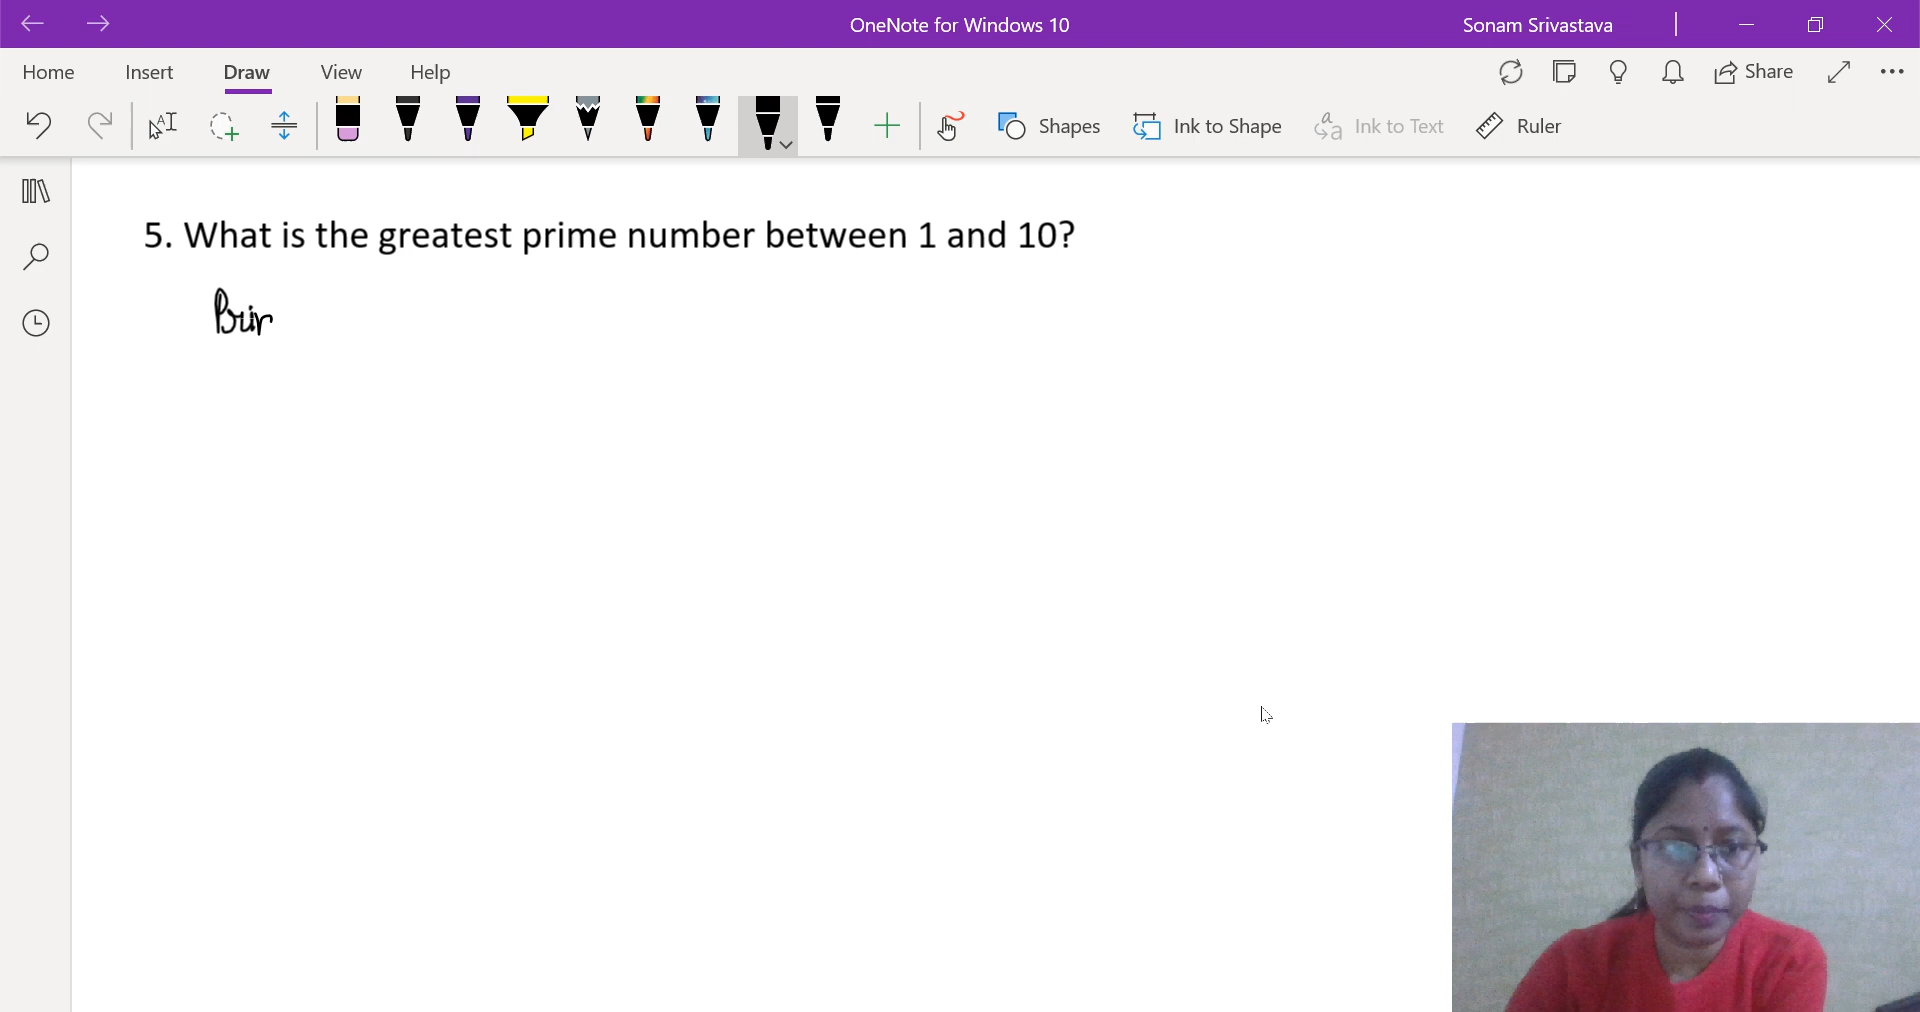 OneNote for Windows 10
Sonam Srivastava
Home Insert Draw View Help
Share
Shapes Ink to Shape Ink to Text Ruler
5. What is the greatest prime number between 1 and 10?
Prim